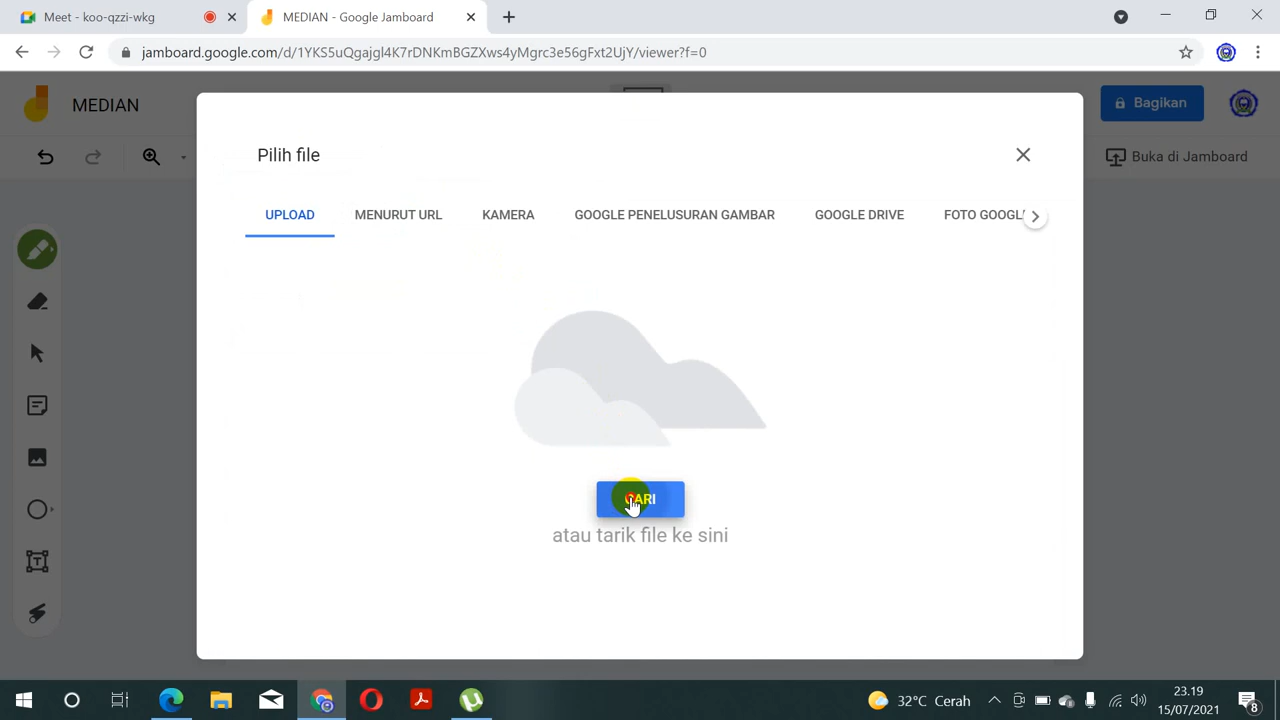 Meet - koo-qzzi-wkg
MEDIAN - Google Jamboard
jamboard.google.com/d/1YKS5uQgajgl4K7rDNKmBGZXws4yMgrc3e56gFxt2UjY/viewer?f=0
MEDIAN
Bagikan
Pilih file
Buka di Jamboard
UPLOAD
MENURUT URL
KAMERA
GOOGLE PENELUSURAN GAMBAR
GOOGLE DRIVE
FOTO GOOGLE
CARI
atau tarik file ke sini
32°C Cerah
23.19
15/07/2021
8